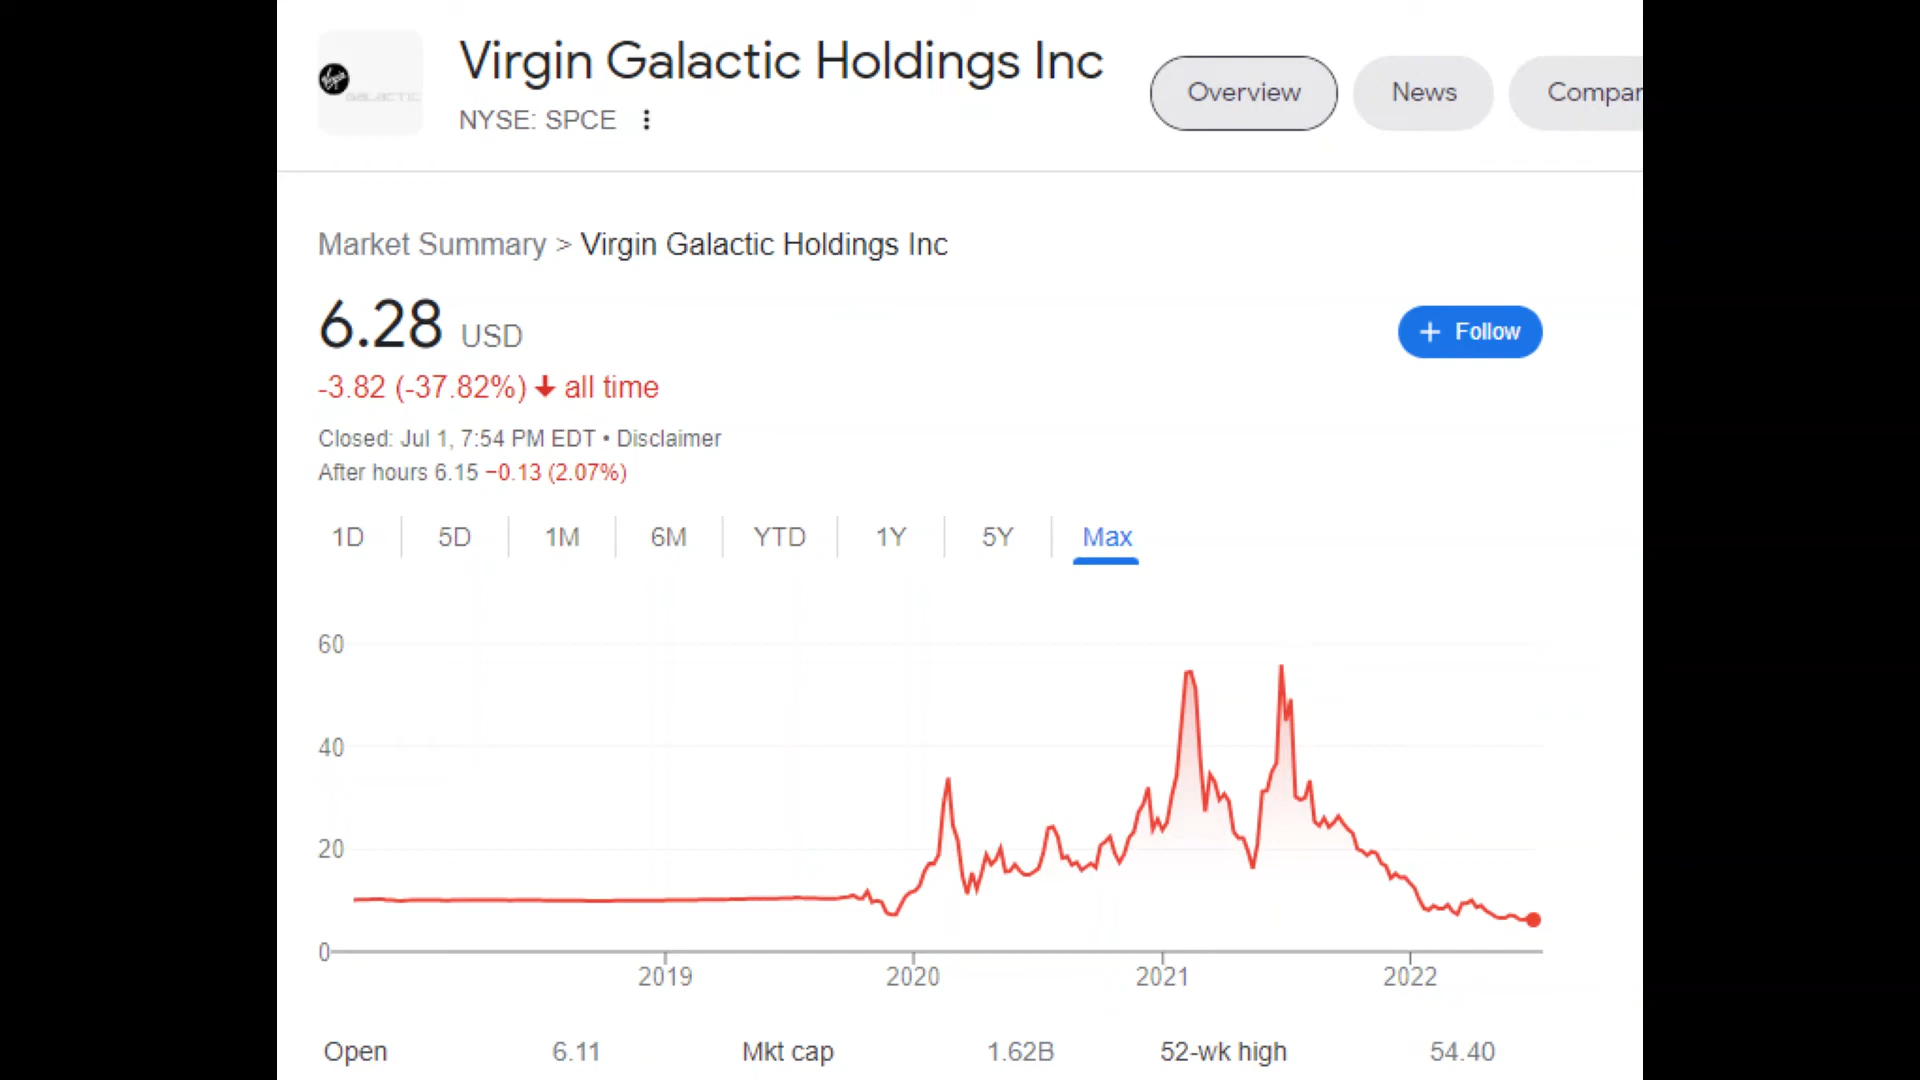 Virgin Galactic Holdings Inc
NYSE: SPCE
Overview
News
Compar
Virgin
GALACTIC
Market Summary > Virgin Galactic Holdings Inc
6.28 USD
+ Follow
-3.82 (-37.82%) all time
Closed: Jul 1, 7:54 PM EDT • Disclaimer
After hours 6.15 −0.13 (2.07%)
1D
5D
1M
6M
YTD
1Y
5Y
Max
60
40
20
0
2019
2020
2021
2022
Open 6.11
Mkt cap 1.62B
52-wk high 54.40